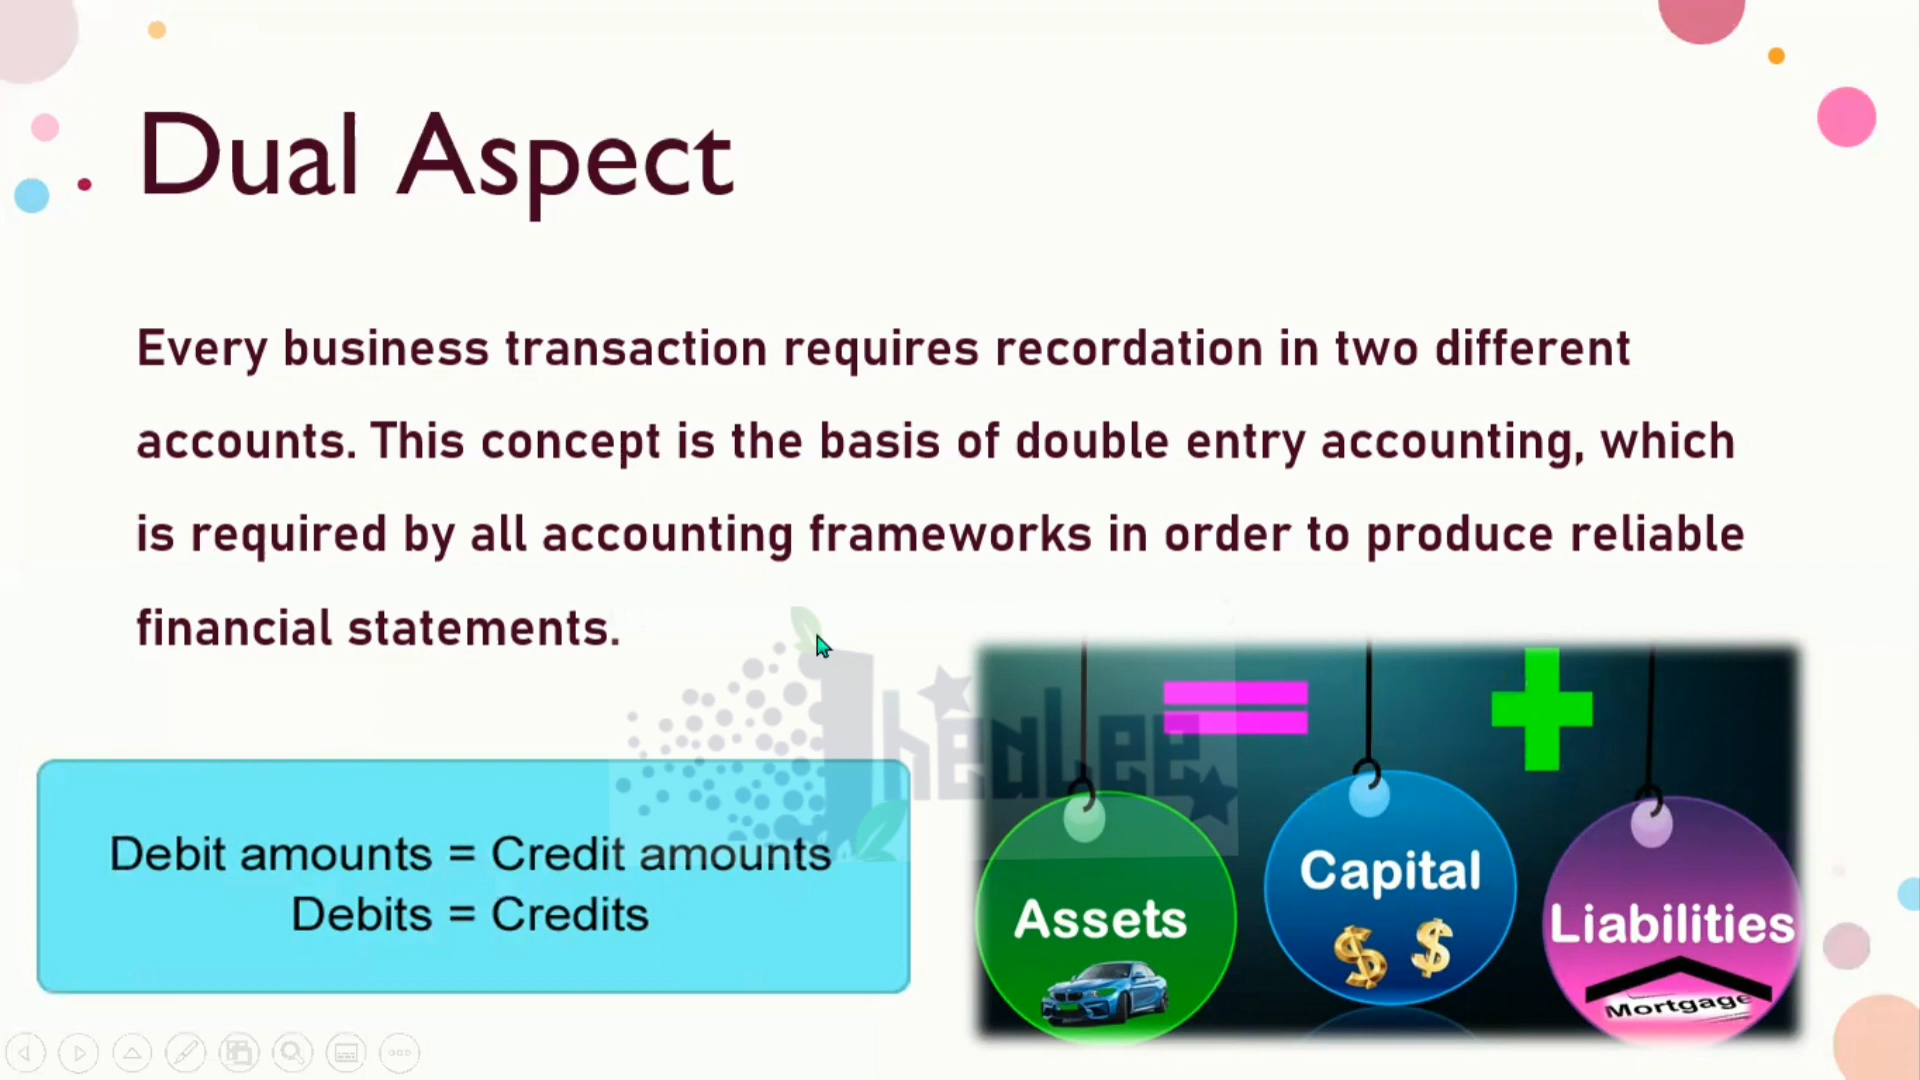 Dual Aspect
Every business transaction requires recordation in two different
accounts. This concept is the basis of double entry accounting, which
is required by all accounting frameworks in order to produce reliable
financial statements.
TheaLee
Debit amounts = Credit amounts
Debits = Credits
= +
Assets
Capital
$ $
Liabilities
Mortgage